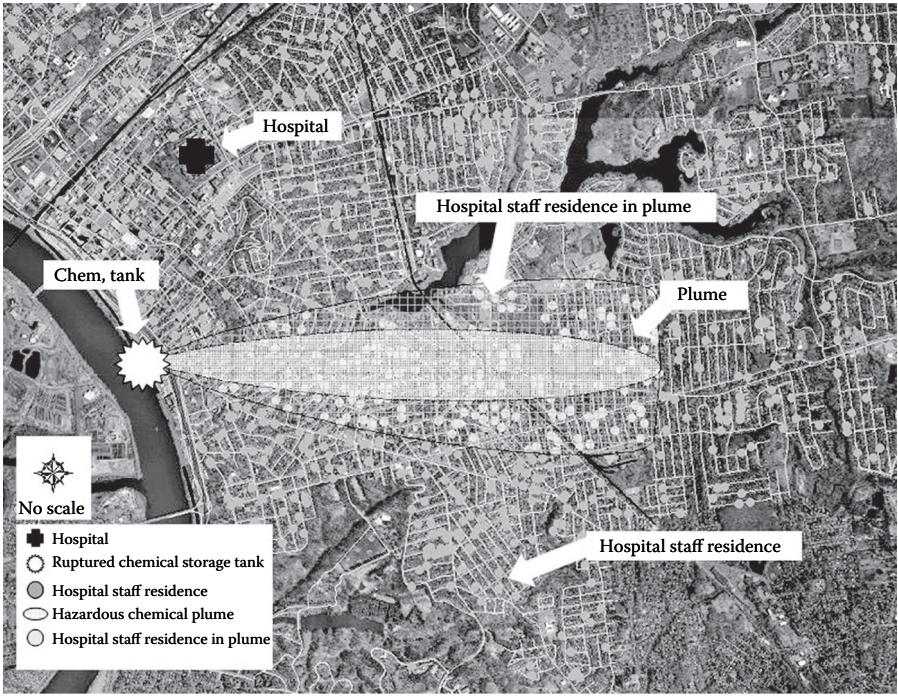 Hospital
Hospital staff residence in plume
Chem, tank
Plume
No scale
Hospital
Ruptured chemical storage tank
Hospital staff residence
Hazardous chemical plume
Hospital staff residence in plume
Hospital staff residence